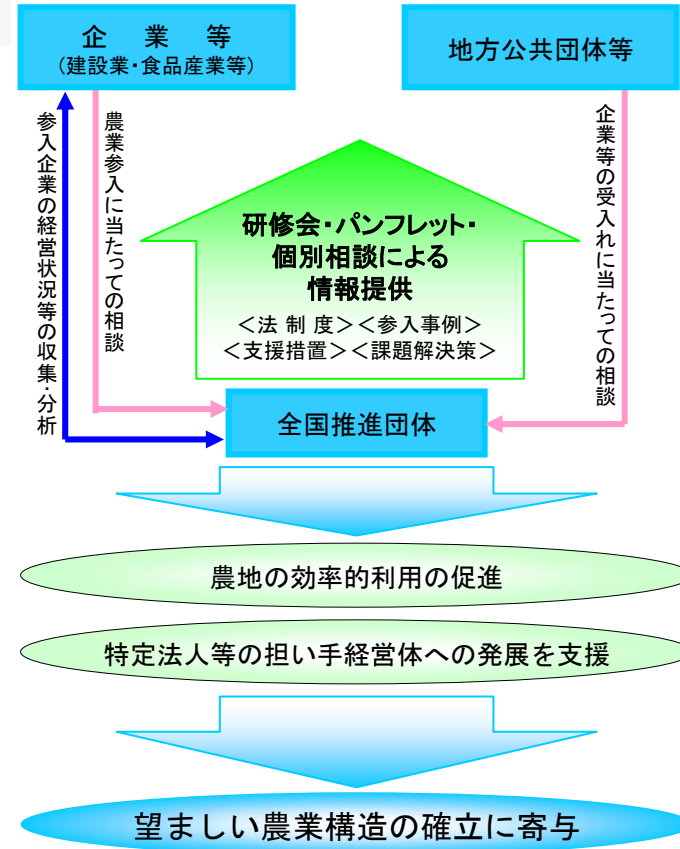 企　業　等
（建設業・食品産業等）
地方公共団体等
参入企業の経営状況等の収集・分析
農業参入に当たっての相談
企業等の受入れに当たっての相談
研修会・パンフレット・
個別相談による
情報提供
＜法 制 度＞＜参入事例＞
＜支援措置＞＜課題解決策＞
全国推進団体
農地の効率的利用の促進
特定法人等の担い手経営体への発展を支援
望ましい農業構造の確立に寄与